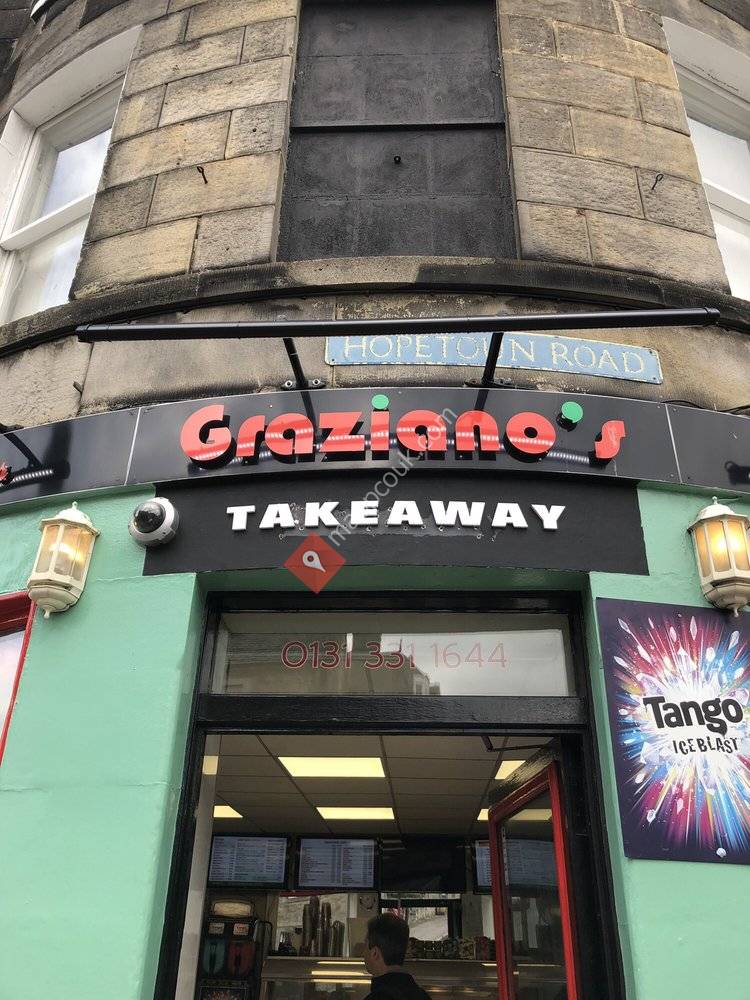 HOPETOUN ROAD
Graziano's
TAKEAWAY
0131 331 1644
Tango
ICE BLAST